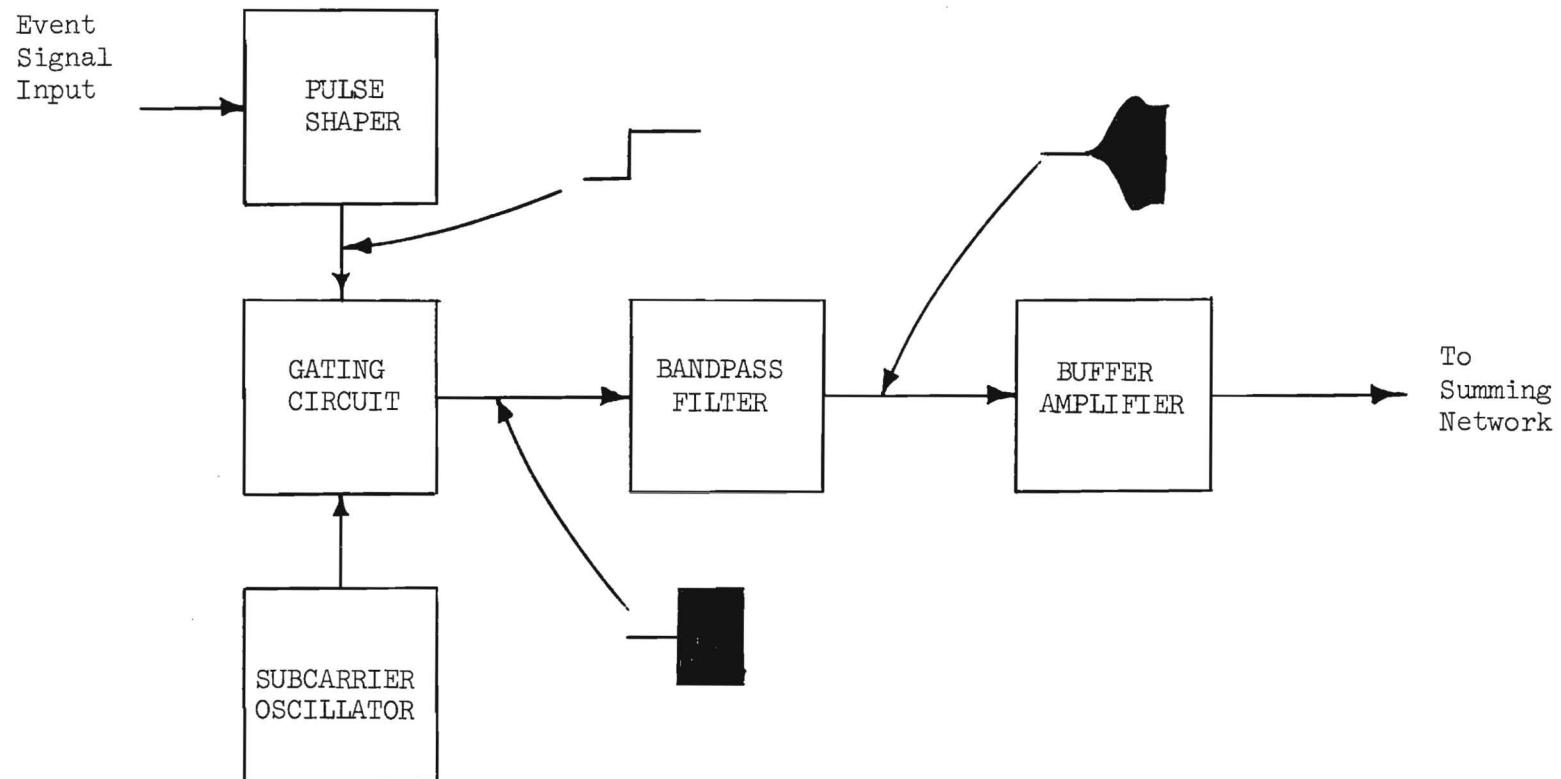 Event
Signal
Input
PULSE
SHAPER
GATING
CIRCUIT
BANDPASS
FILTER
BUFFER
AMPLIFIER
To
Summing
Network
SUBCARRIER
OSCILLATOR